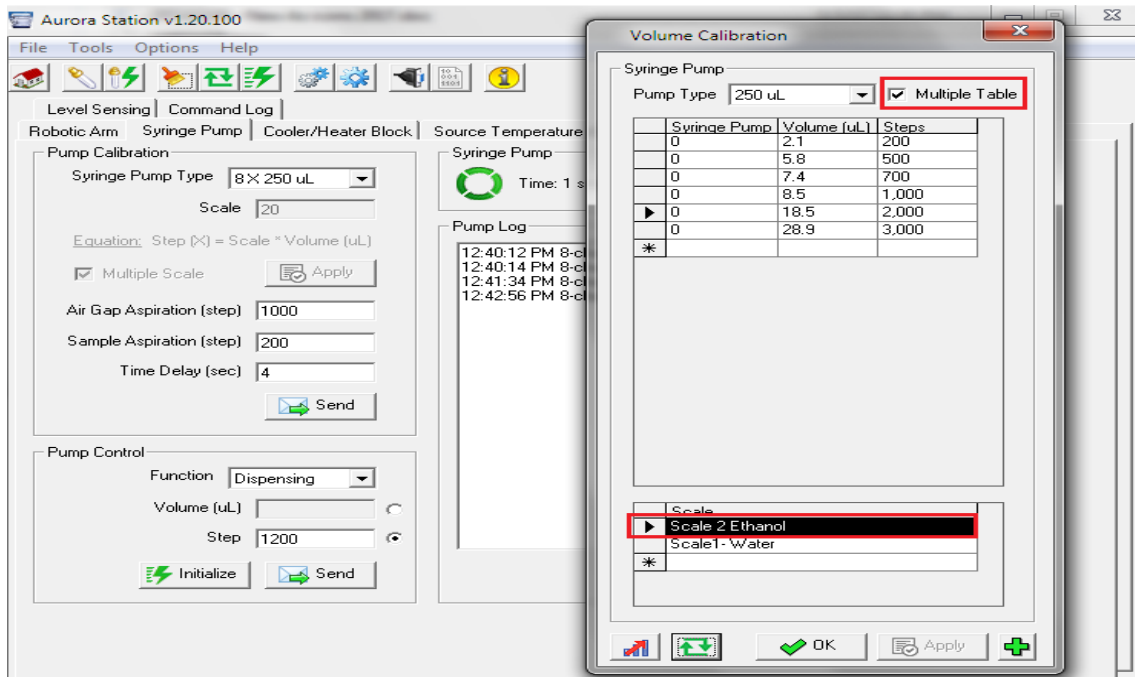 Aurora Station v1.20.100
File Tools Options Help
Level Sensing Command Log
Robotic Arm Syringe Pump Cooler/Heater Block Source Temperature
Pump Calibration
Syringe Pump Type 8 X 250 uL
Scale 20
Equation: Step (X) = Scale * Volume (uL)
Multiple Scale Apply
Air Gap Aspiration (step) 1000
Sample Aspiration (step) 200
Time Delay (sec) 4
Send
Pump Control
Function Dispensing
Volume (uL)
Step 1200
Initialize Send
Syringe Pump
Time: 1 s
Pump Log
12:40:12 PM 8-cl
12:40:14 PM 8-cl
12:41:34 PM 8-cl
12:42:56 PM 8-cl
Volume Calibration
Syringe Pump
Pump Type 250 uL Multiple Table
Syringe Pump Volume (uL) Steps
0 2.1 200
0 5.8 500
0 7.4 700
0 8.5 1,000
0 18.5 2,000
0 28.9 3,000
Scale
Scale 2 Ethanol
Scale1- Water
OK Apply